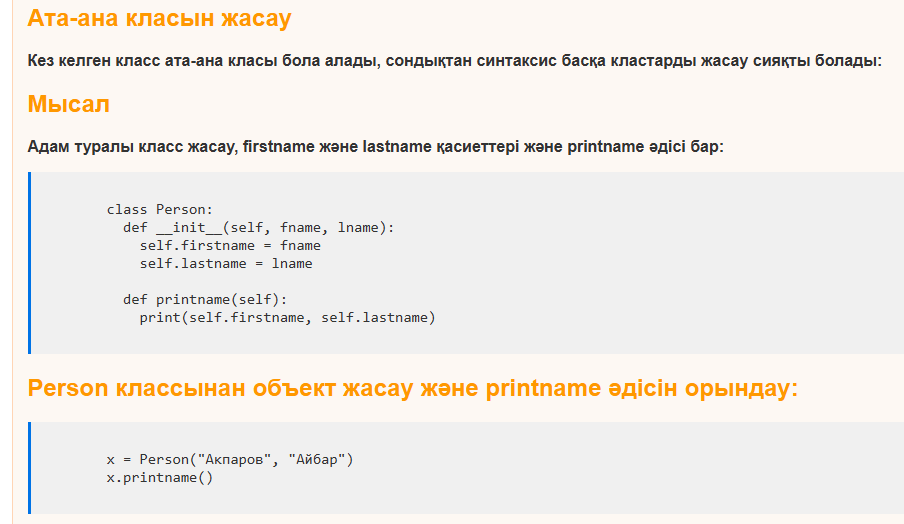 Ата-ана класын жасау
Кез келген класс ата-ана класы бола алады, сондықтан синтаксис басқа кластарды жасау сияқты болады:
Мысал
Адам туралы класс жасау, firstname және lastname қасиеттері және printname әдісі бар:
class Person:
  def __init__(self, fname, lname):
    self.firstname = fname
    self.lastname = lname
  def printname(self):
    print(self.firstname, self.lastname)
Person классынан объект жасау және printname әдісін орындау:
x = Person("Акпаров", "Айбар")
x.printname()